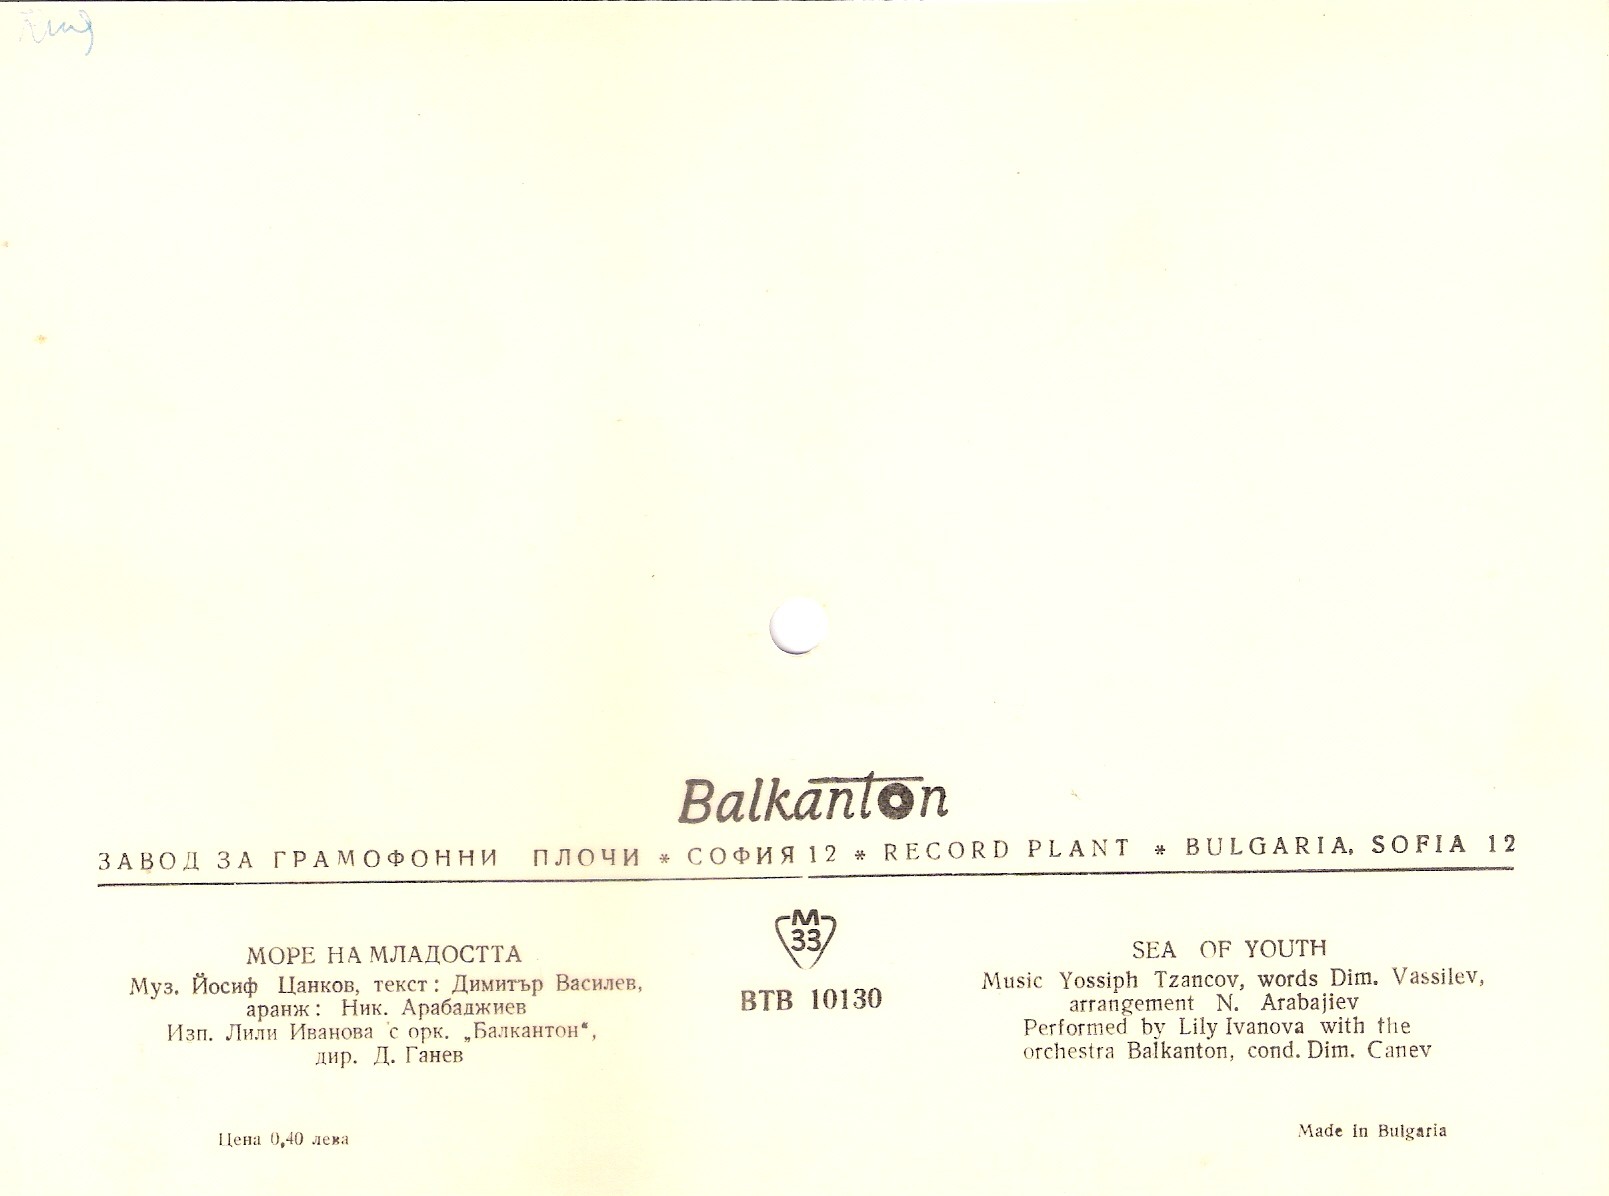 Balkanton
ЗАВОД ЗА ГРАМОФОННИ ПЛОЧИ * СОФИЯ 12 * RECORD PLANT * BULGARIA, SOFIA 12
М
33
ВТВ 10130
МОРЕ НА МЛАДОСТТА
Муз. Йосиф Цанков, текст: Димитър Василев,
аранж: Ник. Арабаджиев
Изп. Лили Иванова с орк. „Балкантон“,
дир. Д. Ганев
Цена 0,40 лева
SEA OF YOUTH
Music Yossiph Tzancov, words Dim. Vassilev,
arrangement N. Arabajiev
Performed by Lily Ivanova with the
orchestra Balkanton, cond. Dim. Canev
Made in Bulgaria